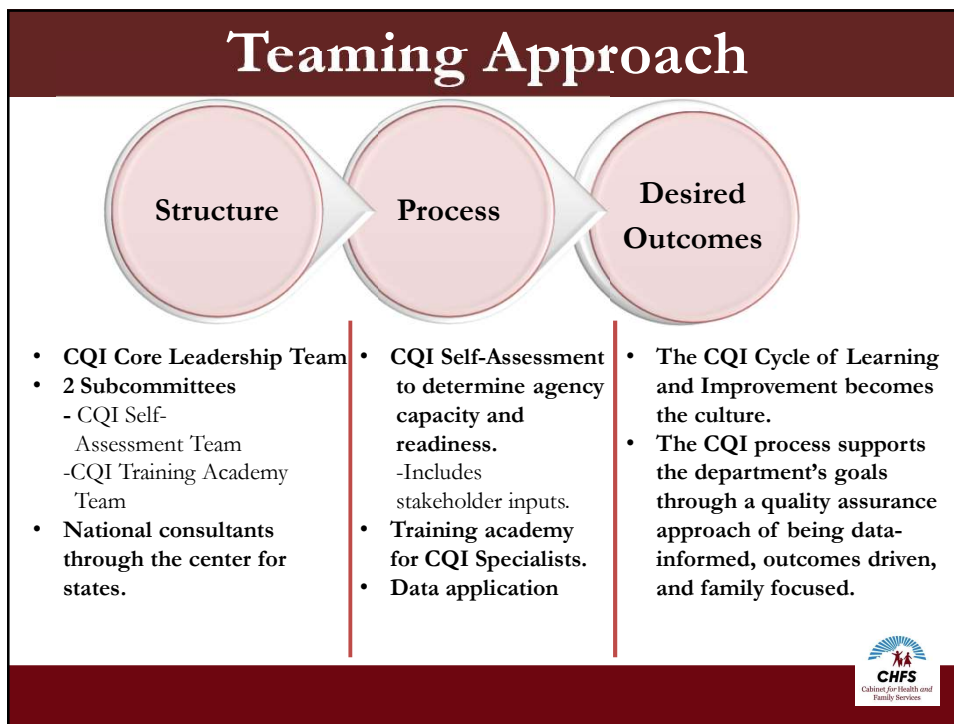 Teaming Approach
Structure
Process
Desired
Outcomes
• CQI Core Leadership Team
• 2 Subcommittees
- CQI Self-
Assessment Team
-CQI Training Academy
Team
• National consultants
through the center for
states.
• CQI Self-Assessment
to determine agency
capacity and
readiness.
-Includes
stakeholder inputs.
• Training academy
for CQI Specialists.
• Data application
• The CQI Cycle of Learning
and Improvement becomes
the culture.
• The CQI process supports
the department’s goals
through a quality assurance
approach of being data-
informed, outcomes driven,
and family focused.
CHFS
Cabinet for Health and
Family Services